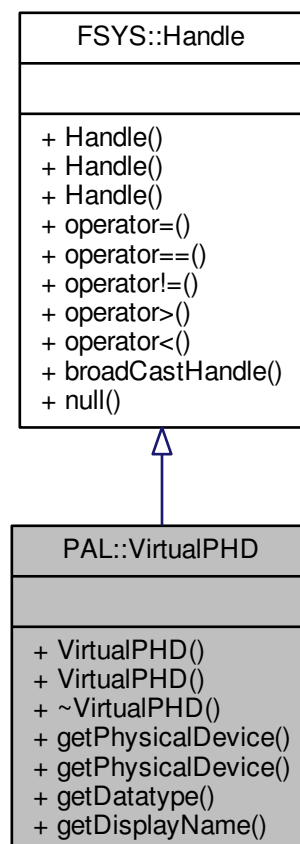 FSYS::Handle
+ Handle()
+ Handle()
+ Handle()
+ operator=()
+ operator==()
+ operator!=()
+ operator>()
+ operator<()
+ broadCastHandle()
+ null()
PAL::VirtualPHD
+ VirtualPHD()
+ VirtualPHD()
+ ~VirtualPHD()
+ getPhysicalDevice()
+ getPhysicalDevice()
+ getDatatype()
+ getDisplayName()